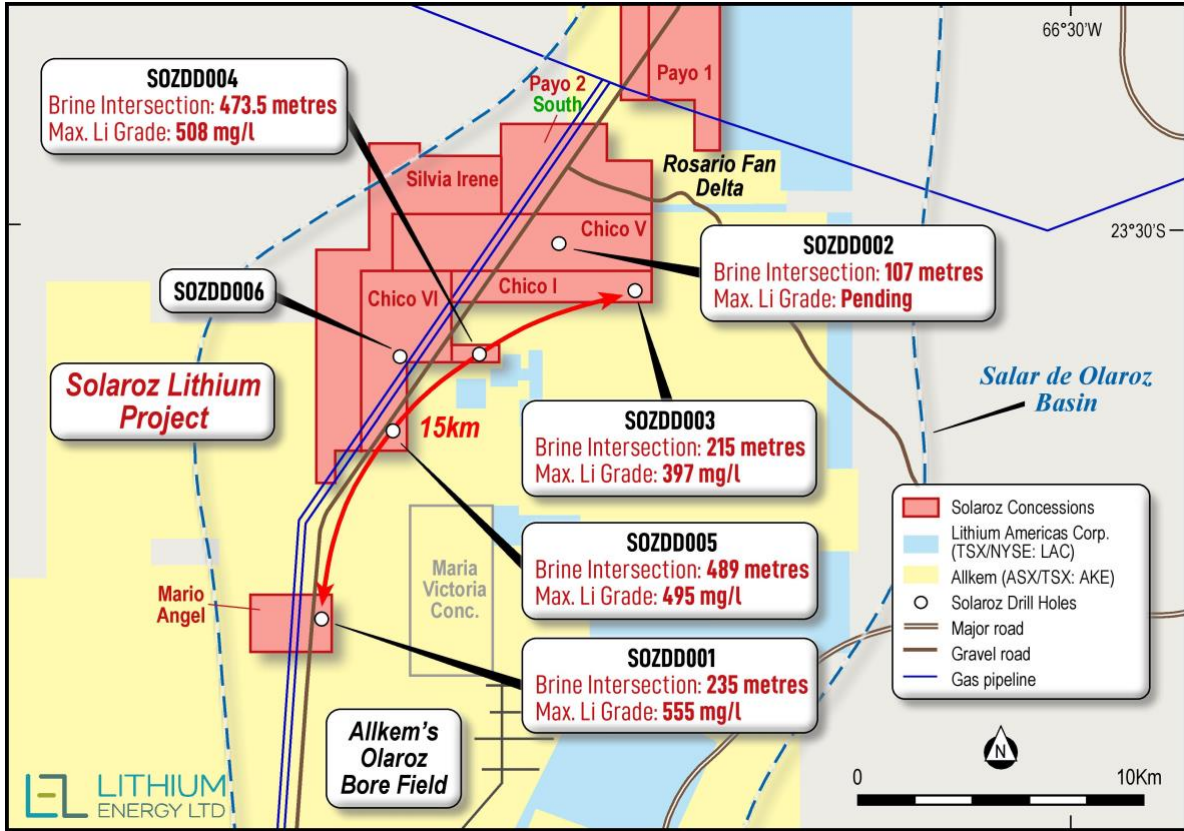 66°30'W
SOZDD004
Brine Intersection: 473.5 metres
Max. Li Grade: 508 mg/l
Payo 2
South
Payo 1
Silvia Irene
Rosario Fan
Delta
23°30'S
Chico V
SOZDD002
Brine Intersection: 107 metres
Max. Li Grade: Pending
SOZDD006
Chico VI
Chico I
Solaroz Lithium
Project
15km
Salar de Olaroz
Basin
SOZDD003
Brine Intersection: 215 metres
Max. Li Grade: 397 mg/l
SOZDD005
Brine Intersection: 489 metres
Max. Li Grade: 495 mg/l
Maria
Victoria
Conc.
Mario
Angel
SOZDD001
Brine Intersection: 235 metres
Max. Li Grade: 555 mg/l
Allkem's
Olaroz
Bore Field
Solaroz Concessions
Lithium Americas Corp.
(TSX/NYSE: LAC)
Allkem (ASX/TSX: AKE)
Solaroz Drill Holes
Major road
Gravel road
Gas pipeline
N
0 10Km
LEL LITHIUM
ENERGY LTD